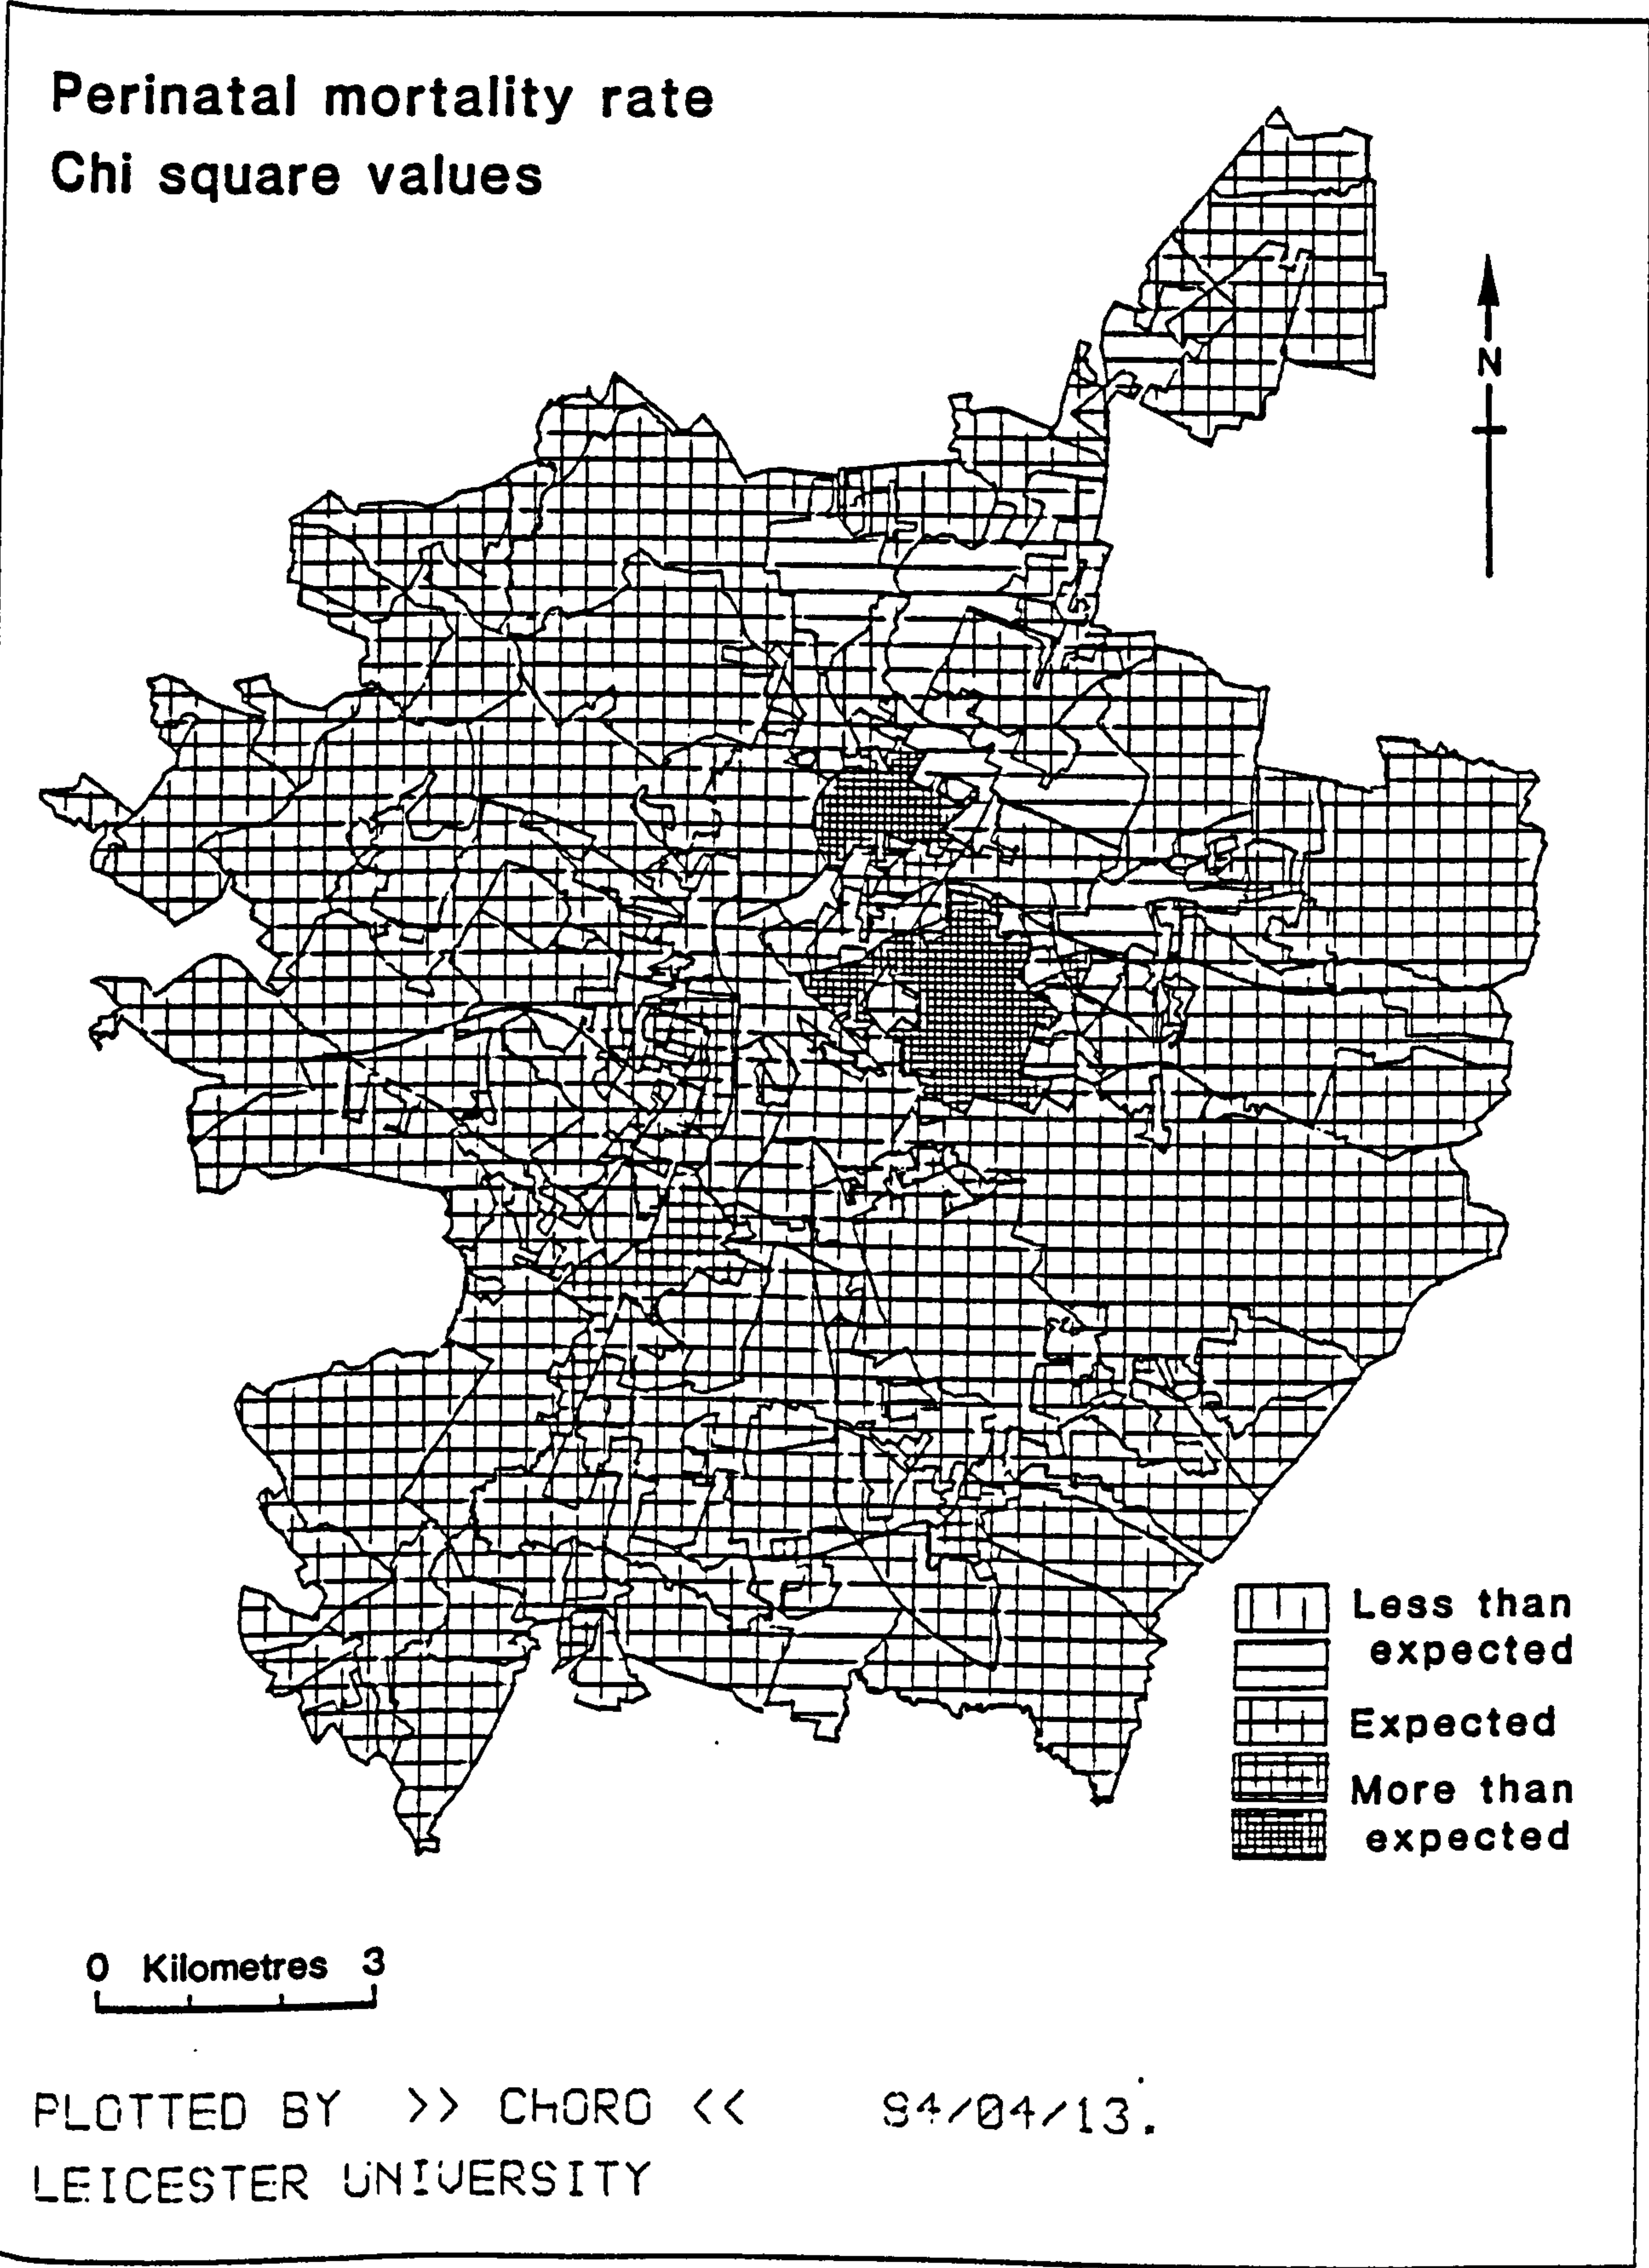 Perinatal mortality rate
Chi square values
N
Less than
expected
Expected
More than
expected
0 Kilometres 3
PLOTTED BY >> CHORO << 84/04/13.
LEICESTER UNIVERSITY